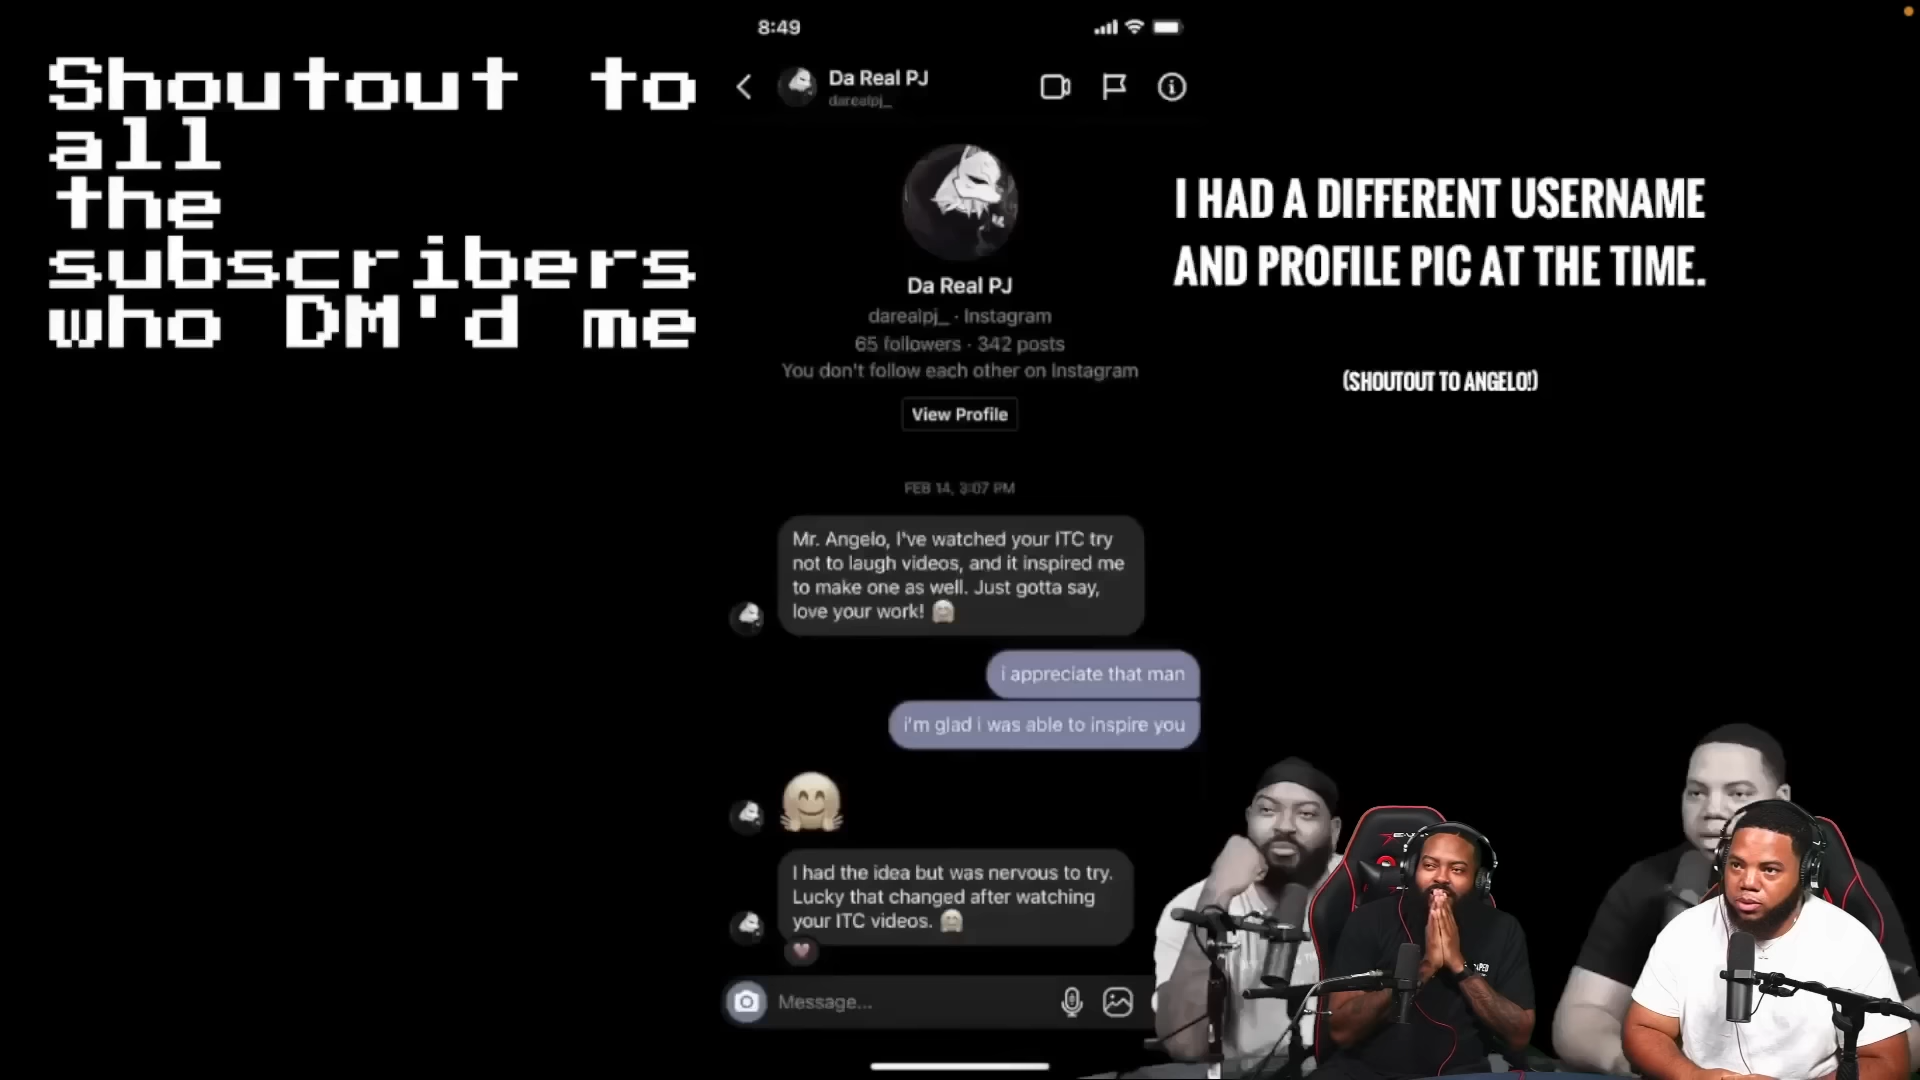 Shoutout to
all
the
subscribers
who DM'd me
8:49
Da Real PJ
darealpj_
Da Real PJ
darealpj_ · Instagram
65 followers · 342 posts
You don't follow each other on Instagram
View Profile
I HAD A DIFFERENT USERNAME
AND PROFILE PIC AT THE TIME.
(SHOUTOUT TO ANGELO!)
FEB 14, 3:07 PM
Mr. Angelo, I've watched your ITC try
not to laugh videos, and it inspired me
to make one as well. Just gotta say,
love your work! 🤗
i appreciate that man
i'm glad i was able to inspire you
🤗
I had the idea but was nervous to try.
Lucky that changed after watching
your ITC videos. 🤗
Message...